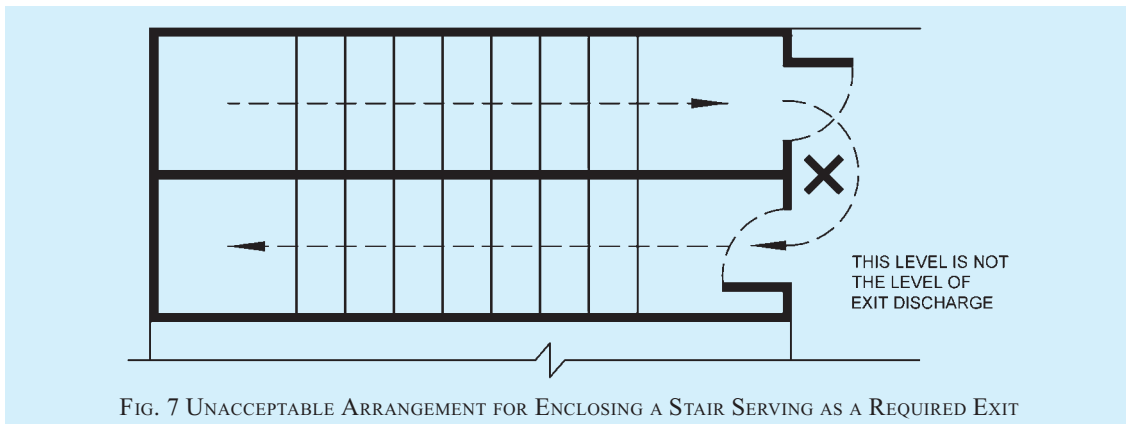 THIS LEVEL IS NOT
THE LEVEL OF
EXIT DISCHARGE
FIG. 7 UNACCEPTABLE ARRANGEMENT FOR ENCLOSING A STAIR SERVING AS A REQUIRED EXIT